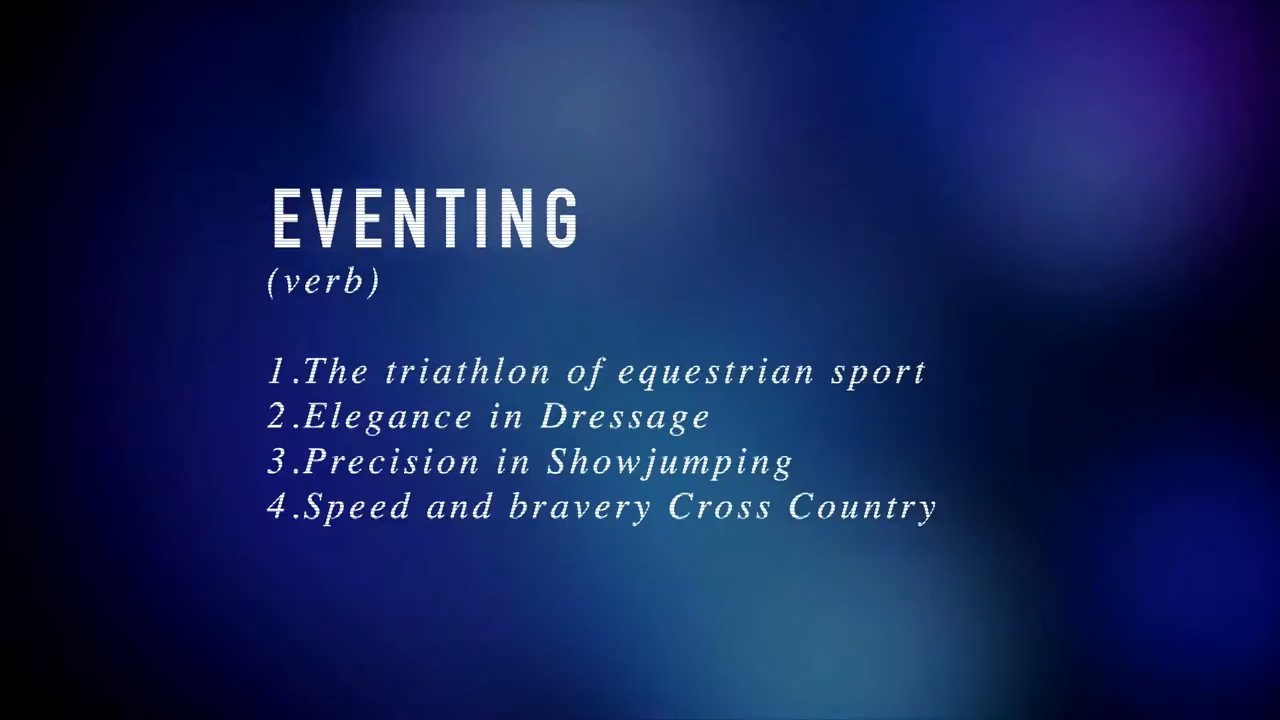 EVENTING
(verb)
1.The triathlon of equestrian sport
2.Elegance in Dressage
3.Precision in Showjumping
4.Speed and bravery Cross Country